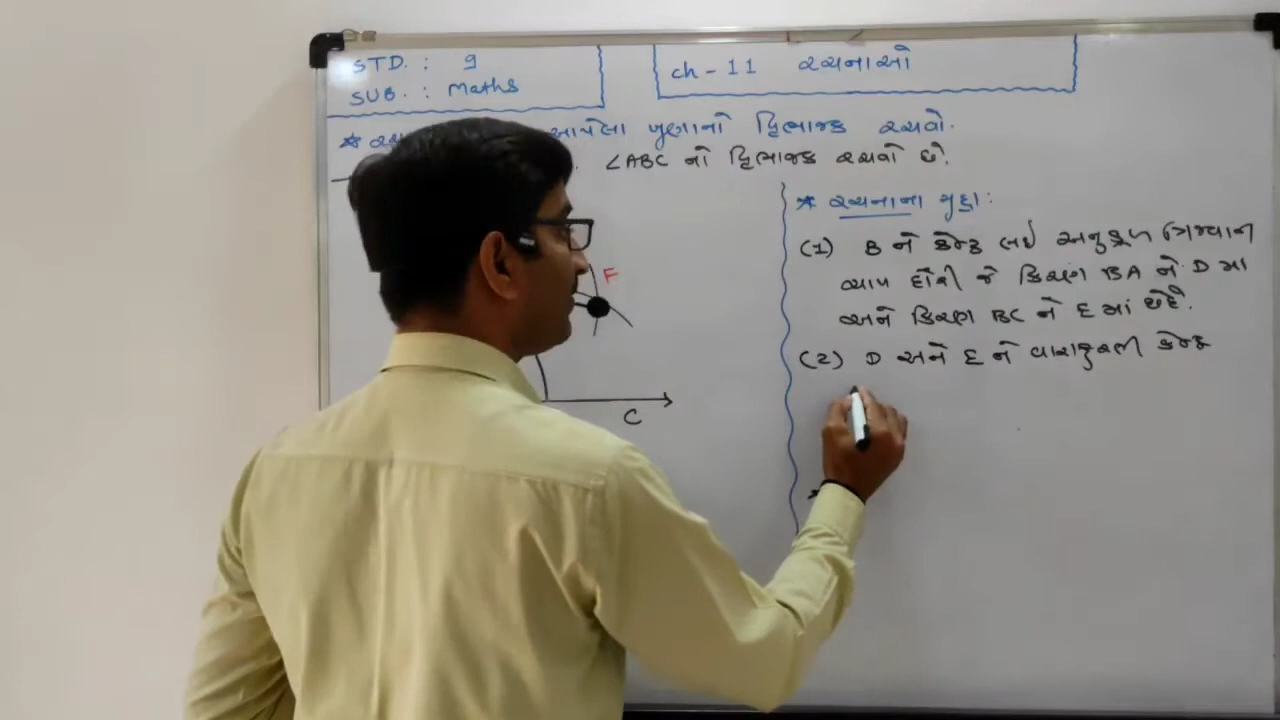 STD. : 9
SUB. : Maths
ch - 11 રચનાઓ
આપેલા ખૂણાનો દ્વિભાજક રચવો.
∠ABC નો દ્વિભાજક રચવો છે.
* રચનાના મુદ્દા :
(1) B ને કેન્દ્ર લઈ અનુકૂળ ત્રિજ્યાનું
ચાપ દોરી જે કિરણ BA ને D માં
અને કિરણ BC ને E માં છેદે.
(2) D અને E ને વારાફરતી કેન્દ્ર
F
C